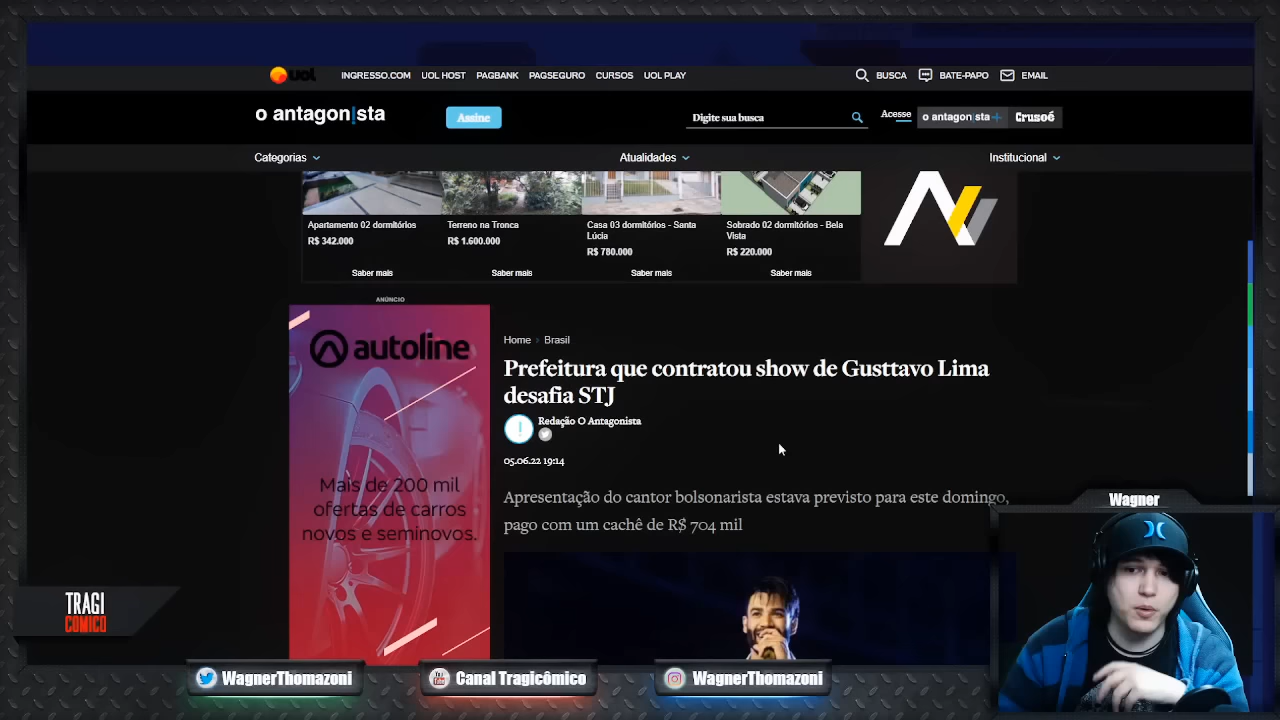 uol INGRESSO.COM UOL HOST PAGBANK PAGSEGURO CURSOS UOL PLAY BUSCA BATE-PAPO EMAIL
o antagon!sta Assine Digite sua busca Acesse o antagonista+ Crusoé
Categorias Atualidades Institucional
Apartamento 02 dormitórios
R$ 342.000
Saber mais
Terreno na Tronca
R$ 1.600.000
Saber mais
Casa 03 dormitórios - Santa
Lúcia
R$ 780.000
Saber mais
Sobrado 02 dormitórios - Bela
Vista
R$ 220.000
Saber mais
ANÚNCIO
autoline
Mais de 200 mil
ofertas de carros
novos e seminovos.
Home › Brasil
Prefeitura que contratou show de Gusttavo Lima
desafia STJ
Redação O Antagonista
05.06.22 19:14
Apresentação do cantor bolsonarista estava previsto para este domingo,
pago com um cachê de R$ 704 mil
Wagner
TRAGI
CÔMICO
WagnerThomazoni
Canal Tragicômico
WagnerThomazoni